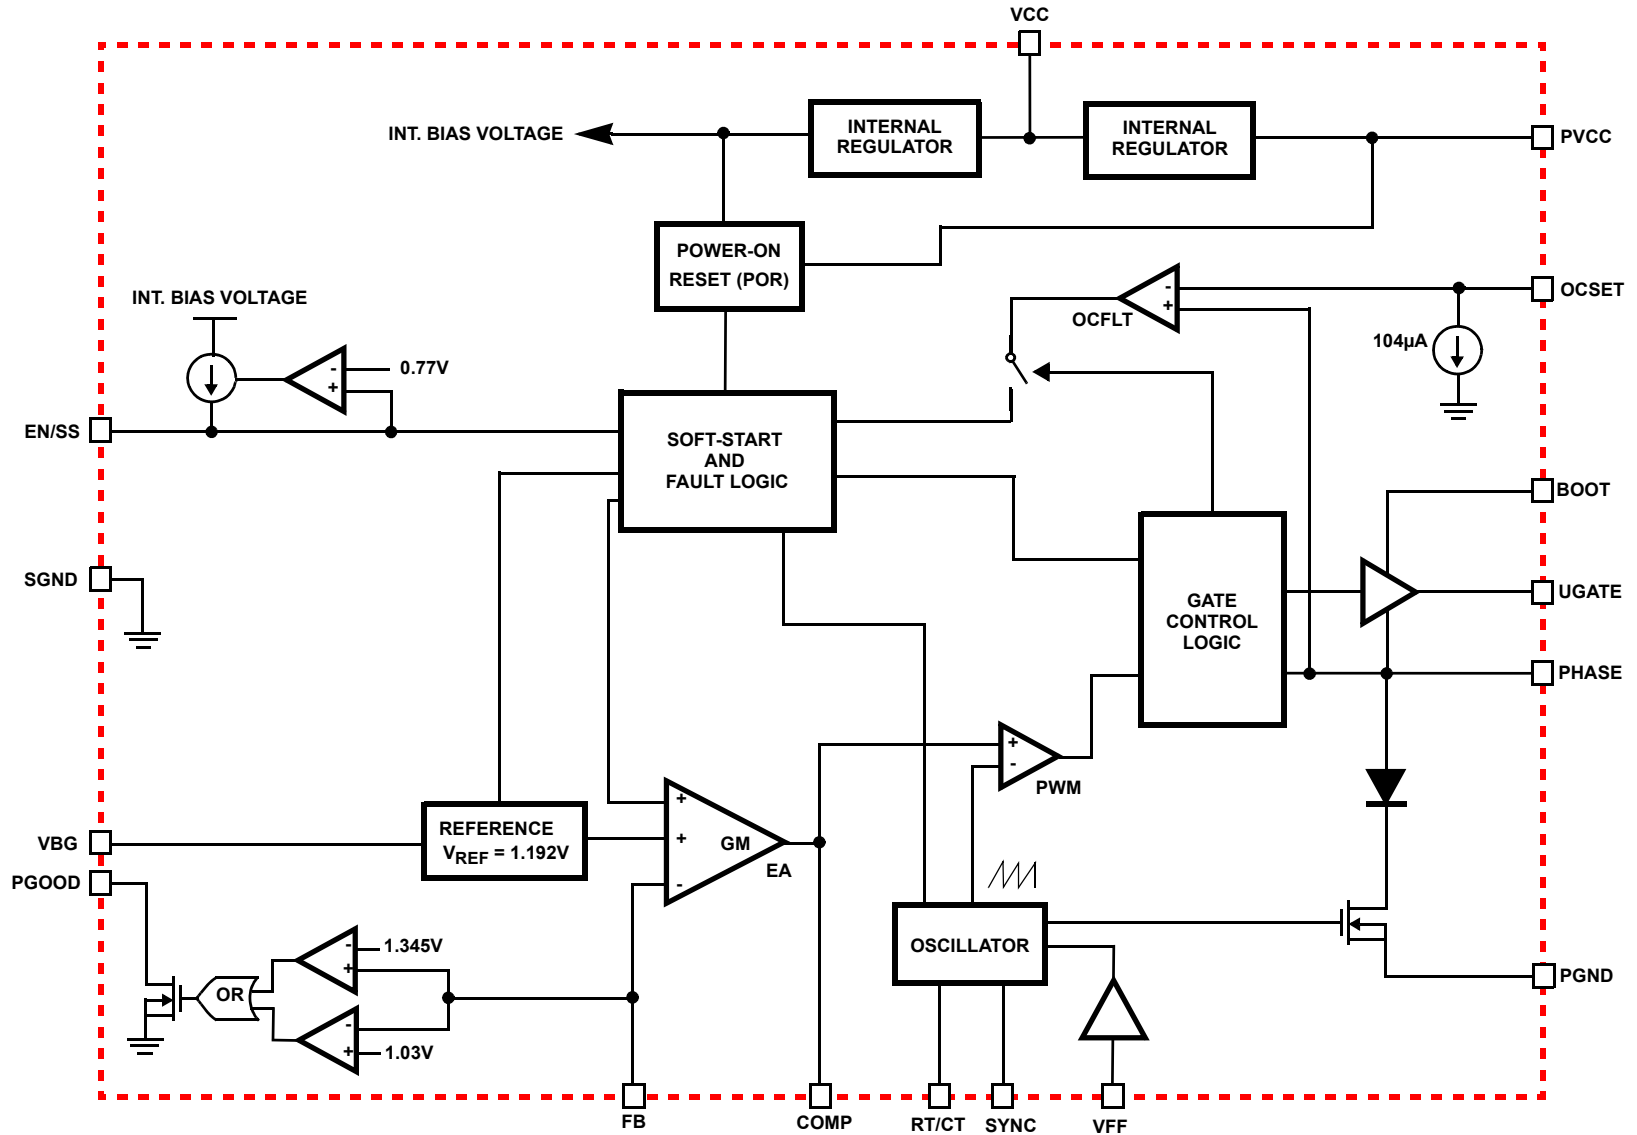 VCC
INT. BIAS VOLTAGE
INTERNAL
REGULATOR
INTERNAL
REGULATOR
PVCC
POWER-ON
RESET (POR)
INT. BIAS VOLTAGE
-
+
OCFLT
OCSET
104µA
-
+
0.77V
EN/SS
SOFT-START
AND
FAULT LOGIC
BOOT
SGND
UGATE
GATE
CONTROL
LOGIC
PHASE
+
-
PWM
REFERENCE
VREF = 1.192V
+
+
-
GM
EA
VBG
PGOOD
OSCILLATOR
-
+
1.345V
OR
-
+
1.03V
PGND
FB
COMP
RT/CT
SYNC
VFF